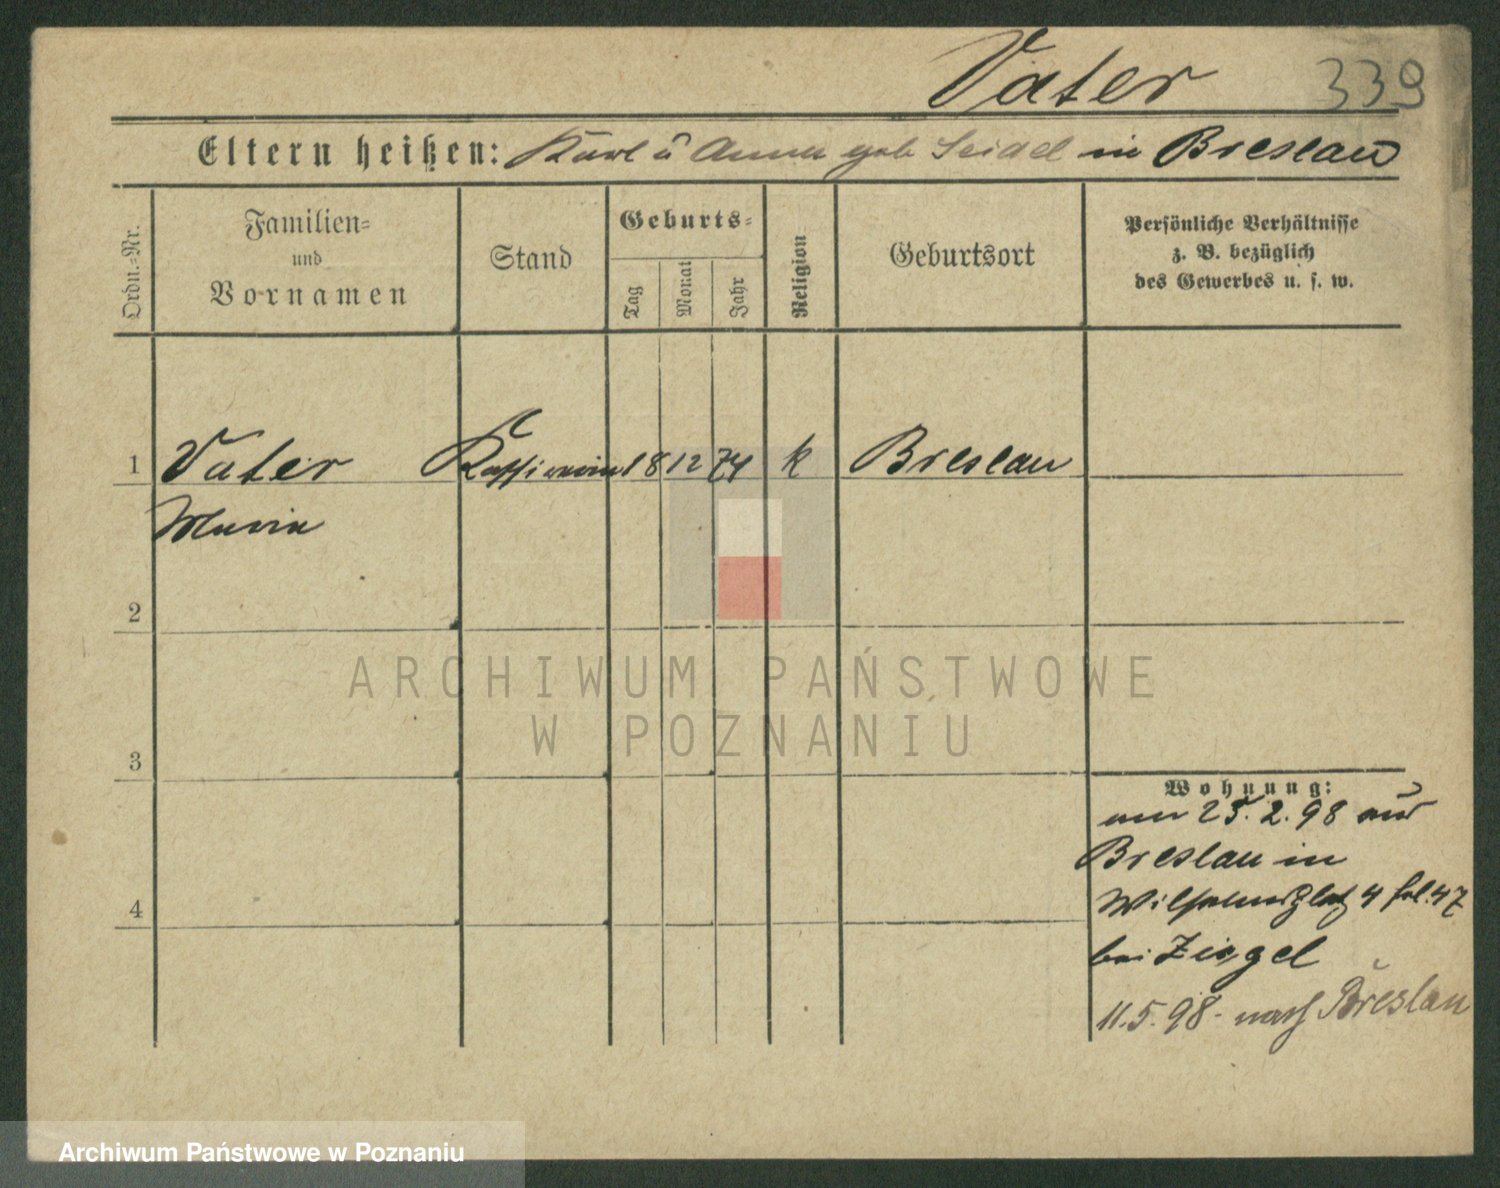 Vater 339
Eltern heißen: Karl u Anna geb Seidel in Breslau
Ordn.-Nr.
Familien- und Vornamen
Stand
Geburts-
Tag
Monat
Jahr
Religion
Geburtsort
Persönliche Verhältnisse
z. B. bezüglich
des Gewerbes u. s. w.
1 Vater Kassirerin 18 12 74 k Breslau
Maria
2
3
4
Wohnung:
am 25. 2. 98 aus
Breslau in
Wilhelmsplatz 4 fol. 47
bei Ziegel
11.5.98. nach Breslau
ARCHIWUM PAŃSTWOWE
W POZNANIU
Archiwum Państwowe w Poznaniu